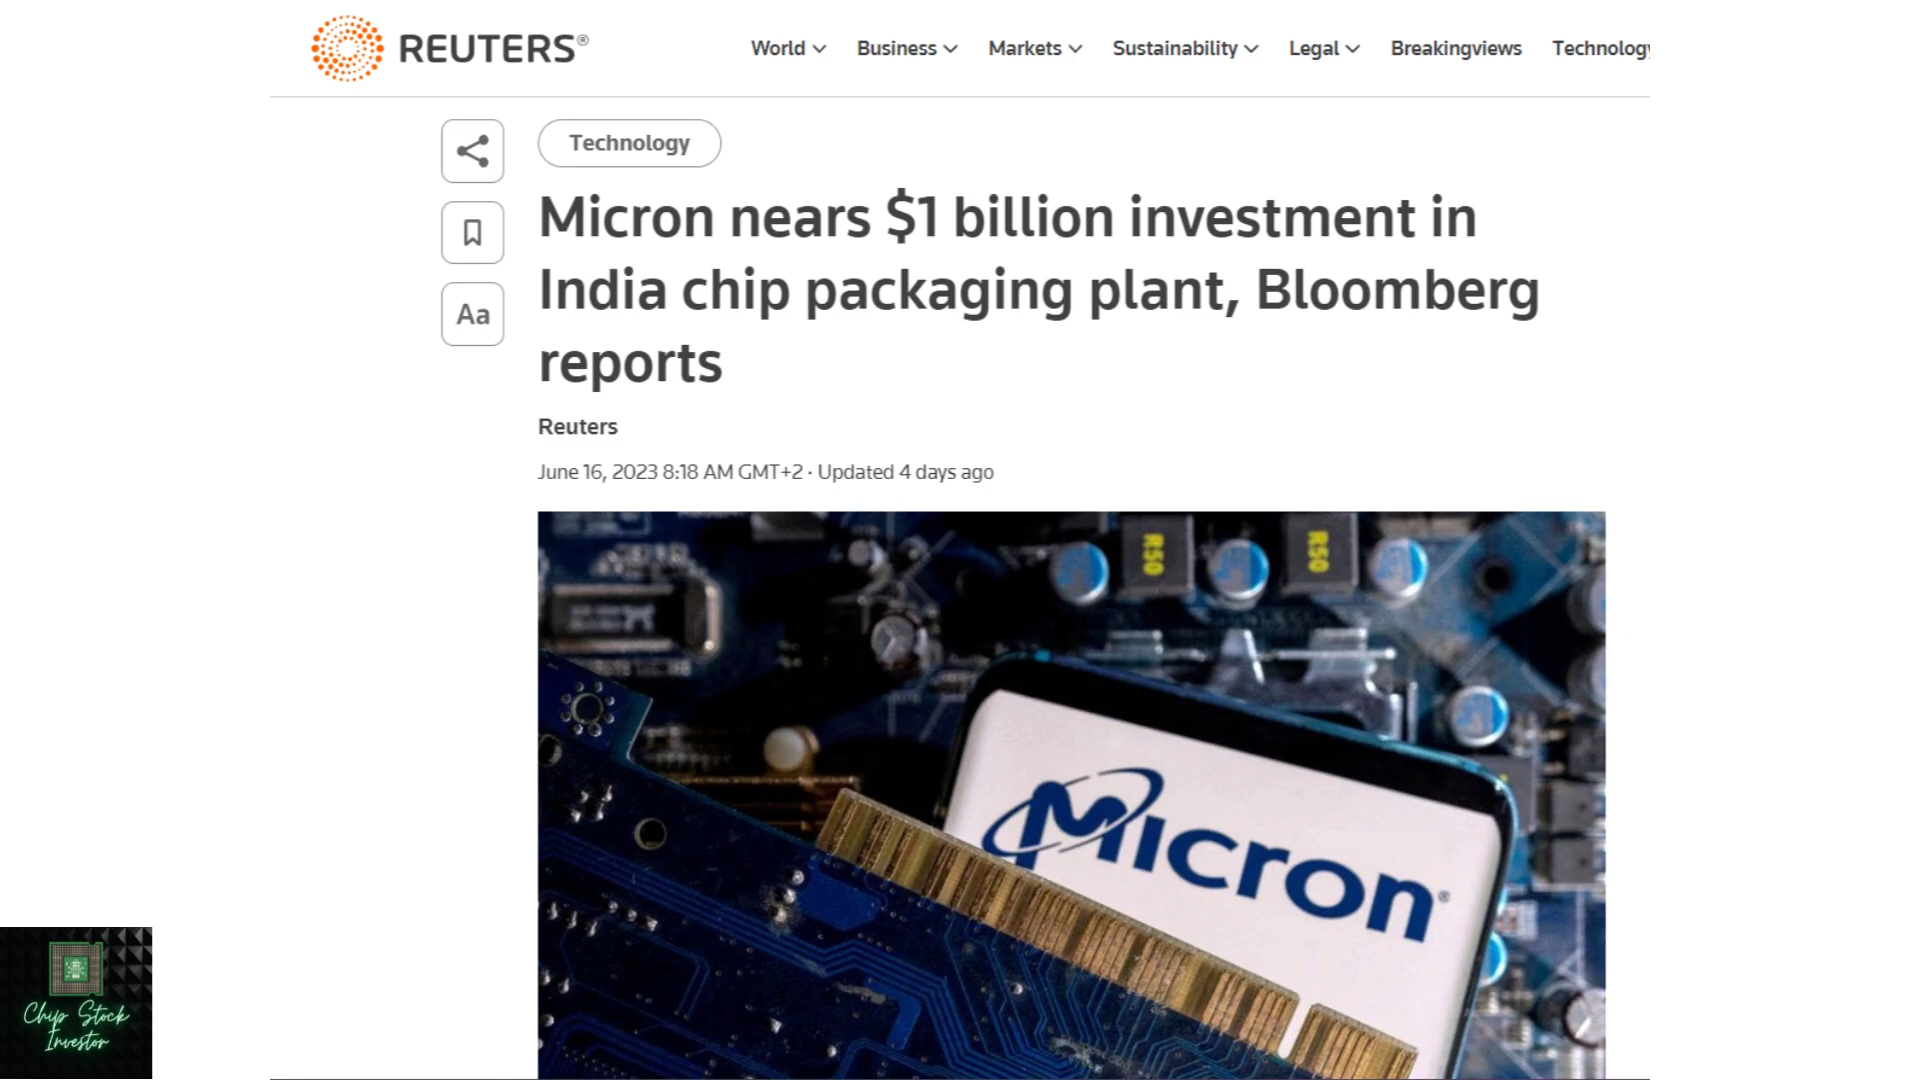 REUTERS®
World Business Markets Sustainability Legal Breakingviews Technology
Technology
Micron nears $1 billion investment in
India chip packaging plant, Bloomberg
reports
Aa
Reuters
June 16, 2023 8:18 AM GMT+2 · Updated 4 days ago
R50
R50
Micron®
Chip Stock
Investor